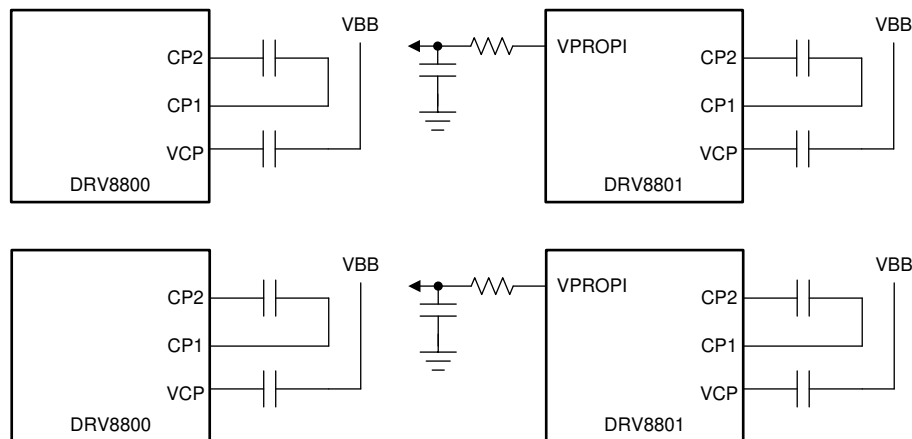 VBB
CP2
CP1
VCP
DRV8800
VPROPI
VBB
CP2
CP1
VCP
DRV8801
VBB
CP2
CP1
VCP
DRV8800
VPROPI
VBB
CP2
CP1
VCP
DRV8801